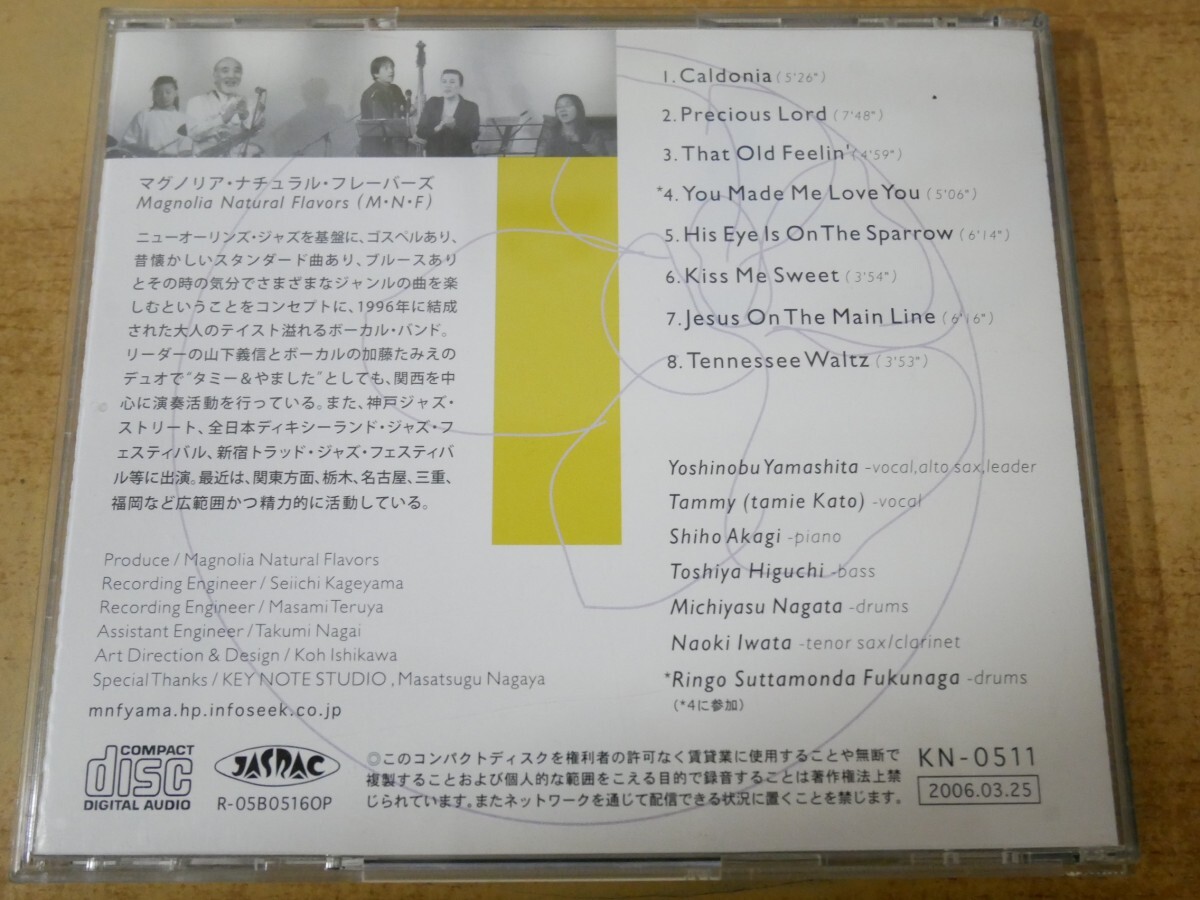 マグノリア・ナチュラル・フレーバーズ
Magnolia Natural Flavors (M・N・F)
ニューオーリンズ・ジャズを基盤に、ゴスペルあり、
昔懐かしいスタンダード曲あり、ブルースあり
とその時の気分でさまざまなジャンルの曲を楽
しむということをコンセプトに、1996年に結成
された大人のテイスト溢れるボーカル・バンド。
リーダーの山下義信とボーカルの加藤たみえの
デュオで"タミー＆やました"としても、関西を中
心に演奏活動を行っている。また、神戸ジャズ・
ストリート、全日本ディキシーランド・ジャズ・フ
ェスティバル、新宿トラッド・ジャズ・フェスティバ
ル等に出演。最近は、関東方面、栃木、名古屋、三重、
福岡など広範囲かつ精力的に活動している。
Produce / Magnolia Natural Flavors
Recording Engineer / Seiichi Kageyama
Recording Engineer / Masami Teruya
Assistant Engineer / Takumi Nagai
Art Direction & Design / Koh Ishikawa
Special Thanks / KEY NOTE STUDIO , Masatsugu Nagaya
mnfyama.hp.infoseek.co.jp
1. Caldonia (5'26")
2. Precious Lord (7'48")
3. That Old Feelin' (4'59")
*4. You Made Me Love You (5'06")
5. His Eye Is On The Sparrow (6'14")
6. Kiss Me Sweet (3'54")
7. Jesus On The Main Line (6'16")
8. Tennessee Waltz (3'53")
Yoshinobu Yamashita -vocal,alto sax,leader
Tammy (tamie Kato) -vocal
Shiho Akagi -piano
Toshiya Higuchi -bass
Michiyasu Nagata -drums
Naoki Iwata -tenor sax/clarinet
*Ringo Suttamonda Fukunaga -drums
(*4に参加)
COMPACT
disc
DIGITAL AUDIO
JASRAC
R-05B0516OP
◎このコンパクトディスクを権利者の許可なく賃貸業に使用することや無断で
複製することおよび個人的な範囲をこえる目的で録音することは著作権法上禁
じられています。またネットワークを通じて配信できる状況に置くことを禁じます。
KN-0511
2006.03.25